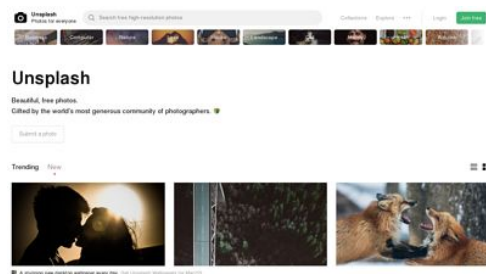 Unsplash
Photos for everyone
Search free high-resolution photos
Collections Explore ••• Login Join free
Computer Nature
Landscape
Unsplash
Beautiful, free photos.
Gifted by the world's most generous community of photographers.
Submit a photo
Trending New